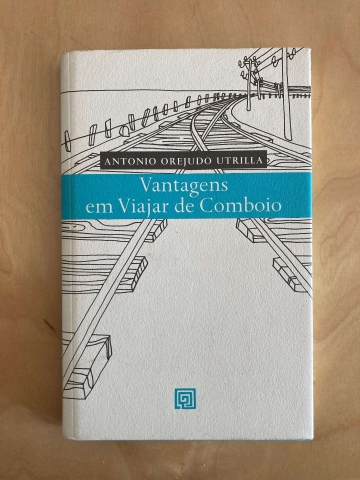 ANTONIO OREJUDO UTRILLA
Vantagens
em Viajar de Comboio